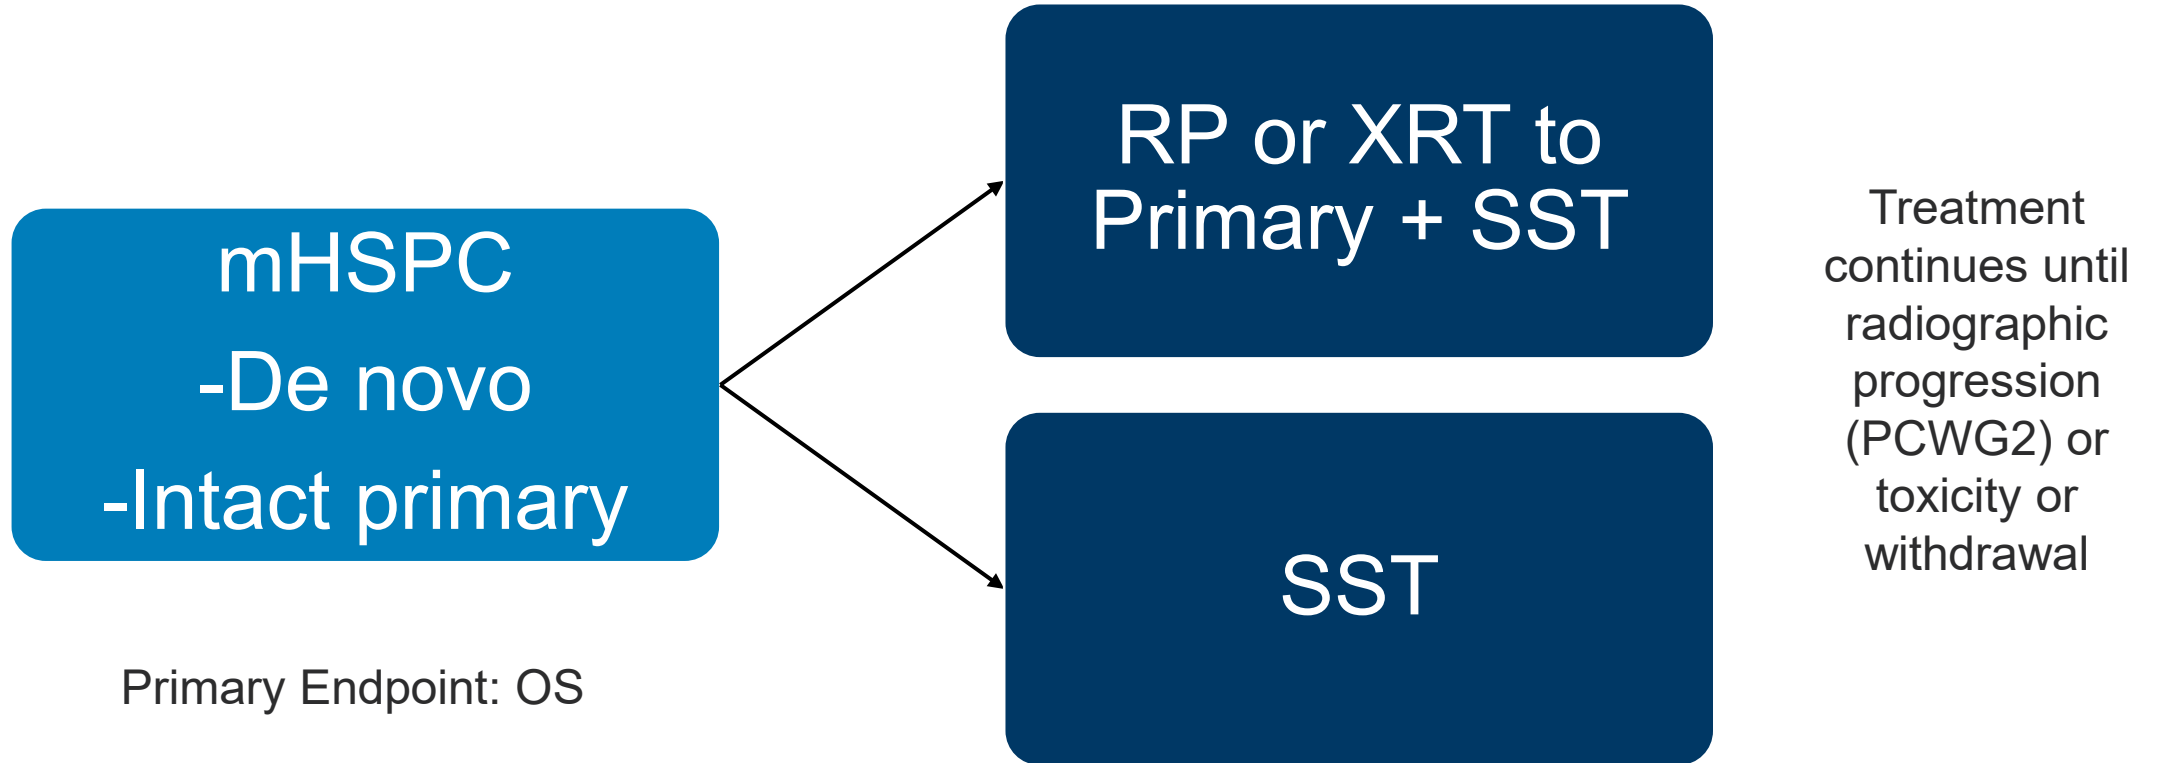 mHSPC
-De novo
-Intact primary
Primary Endpoint: OS
RP or XRT to
Primary + SST
SST
Treatment
continues until
radiographic
progression
(PCWG2) or
toxicity or
withdrawal